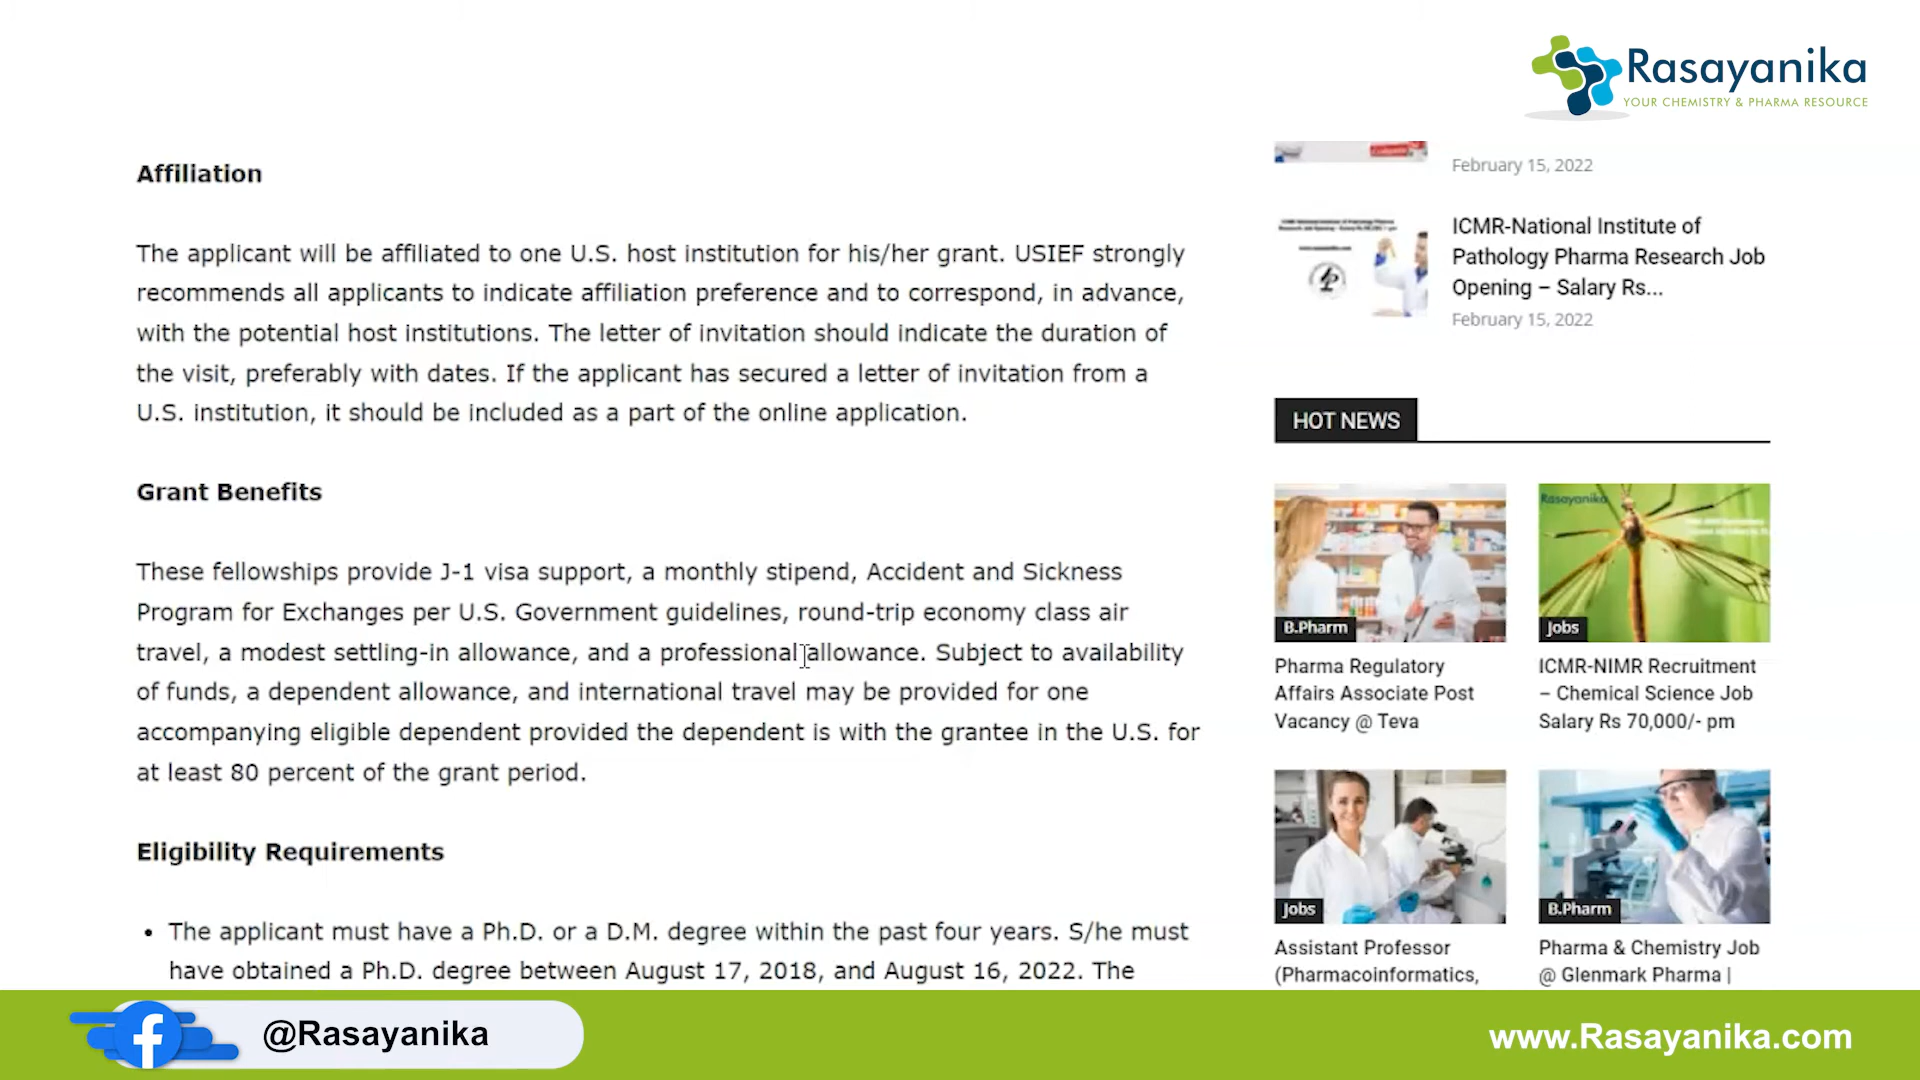 Rasayanika
YOUR CHEMISTRY & PHARMA RESOURCE
Affiliation
The applicant will be affiliated to one U.S. host institution for his/her grant. USIEF strongly
recommends all applicants to indicate affiliation preference and to correspond, in advance,
with the potential host institutions. The letter of invitation should indicate the duration of
the visit, preferably with dates. If the applicant has secured a letter of invitation from a
U.S. institution, it should be included as a part of the online application.
Grant Benefits
These fellowships provide J-1 visa support, a monthly stipend, Accident and Sickness
Program for Exchanges per U.S. Government guidelines, round-trip economy class air
travel, a modest settling-in allowance, and a professional allowance. Subject to availability
of funds, a dependent allowance, and international travel may be provided for one
accompanying eligible dependent provided the dependent is with the grantee in the U.S. for
at least 80 percent of the grant period.
Eligibility Requirements
• The applicant must have a Ph.D. or a D.M. degree within the past four years. S/he must
have obtained a Ph.D. degree between August 17, 2018, and August 16, 2022. The
February 15, 2022
ICMR-National Institute of
Pathology Pharma Research Job
Opening – Salary Rs...
February 15, 2022
HOT NEWS
B.Pharm
Pharma Regulatory
Affairs Associate Post
Vacancy @ Teva
Rasayanika
Jobs
ICMR-NIMR Recruitment
– Chemical Science Job
Salary Rs 70,000/- pm
Jobs
Assistant Professor
(Pharmacoinformatics,
B.Pharm
Pharma & Chemistry Job
@ Glenmark Pharma |
@Rasayanika
www.Rasayanika.com